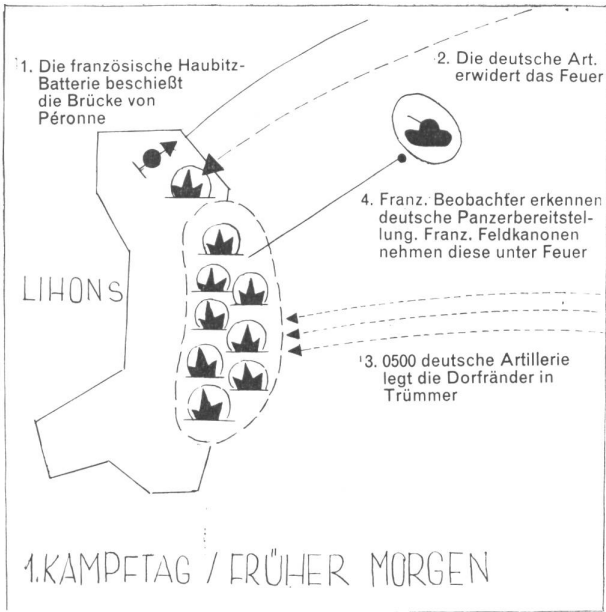 1. Die französische Haubitz-
Batterie beschießt
die Brücke von
Péronne
2. Die deutsche Art.
erwidert das Feuer
4. Franz. Beobachter erkennen
deutsche Panzerbereitstel-
lung. Franz. Feldkanonen
nehmen diese unter Feuer
LIHONS
3. 0500 deutsche Artillerie
legt die Dorfränder in
Trümmer
1. KAMPFTAG / FRÜHER MORGEN